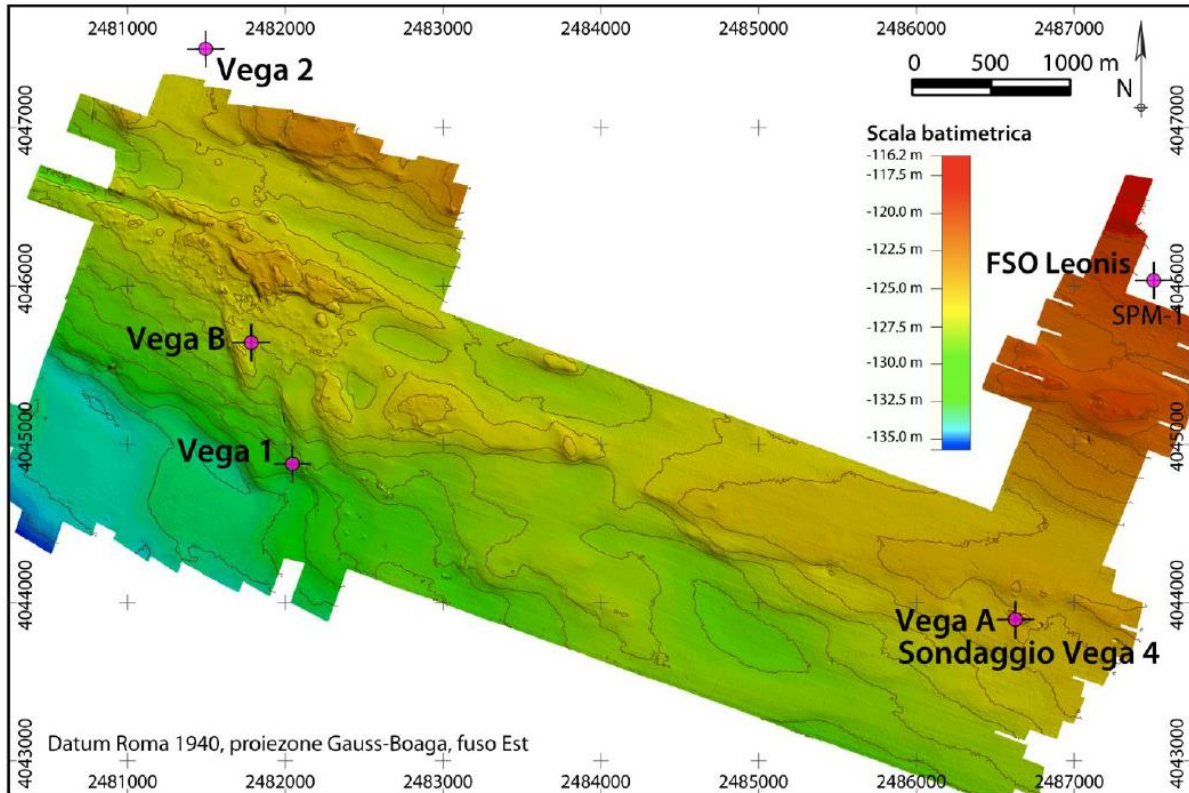 2481000 2482000 2483000 2484000 2485000 2486000 2487000
Vega 2
0 500 1000 m
N
4047000
4047000
Scala batimetrica
-116.2 m
-117.5 m
-120.0 m
-122.5 m
-125.0 m
-127.5 m
-130.0 m
-132.5 m
-135.0 m
4046000
FSO Leonis
4046000
SPM-1
Vega B
4045000
Vega 1
4045000
4044000
Vega A
4044000
Sondaggio Vega 4
4043000
Datum Roma 1940, proiezone Gauss-Boaga, fuso Est
4043000
2481000 2482000 2483000 2484000 2485000 2486000 2487000